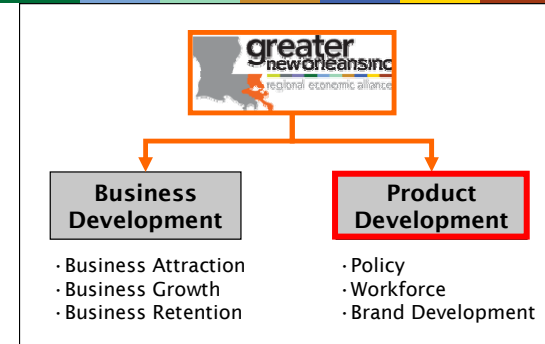 greater
neworleansinc
regional economic alliance
Business
Development
Product
Development
· Business Attraction
· Business Growth
· Business Retention
· Policy
· Workforce
· Brand Development